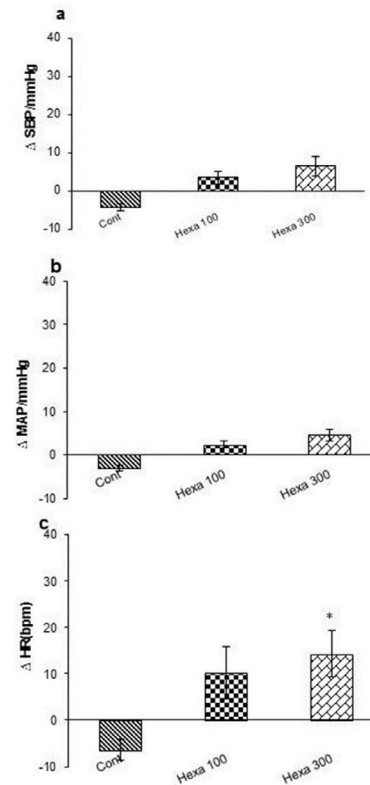 a
Δ SBP/mmHg
40
30
20
10
0
-10
Cont
Hexa 100
Hexa 300
b
Δ MAP/mmHg
40
30
20
10
0
-10
Cont
Hexa 100
Hexa 300
c
Δ HR(bpm)
40
30
20
10
0
-10
*
Cont
Hexa 100
Hexa 300